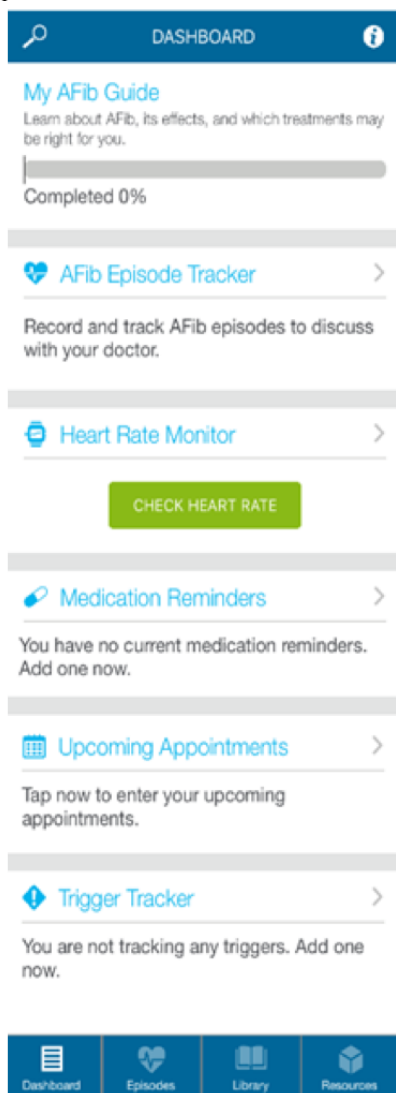 DASHBOARD
My AFib Guide
Learn about AFib, its effects, and which treatments may
be right for you.
Completed 0%
AFib Episode Tracker
Record and track AFib episodes to discuss
with your doctor.
Heart Rate Monitor
CHECK HEART RATE
Medication Reminders
You have no current medication reminders.
Add one now.
Upcoming Appointments
Tap now to enter your upcoming
appointments.
Trigger Tracker
You are not tracking any triggers. Add one
now.
Dashboard Episodes Library Resources